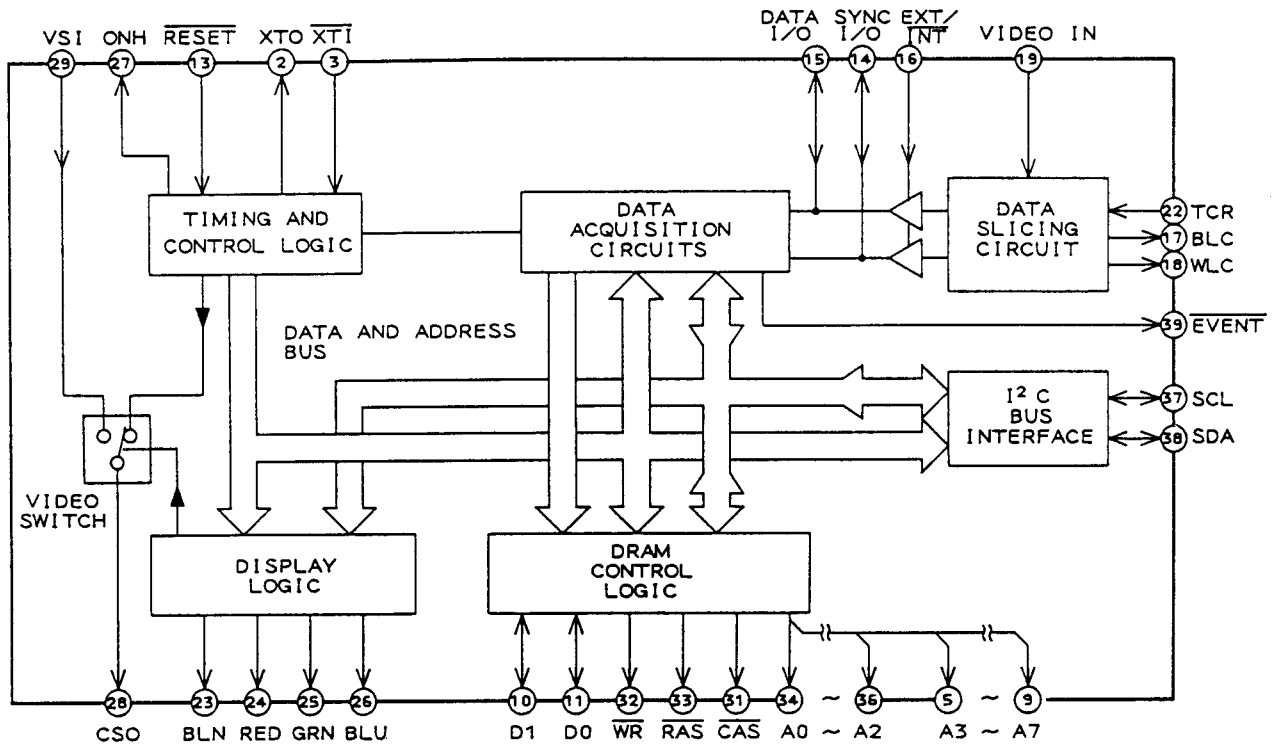 VSI ONH RESET XTO XTI DATA I/O SYNC I/O EXT/INT VIDEO IN
29 27 13 2 3 15 14 16 19
TIMING AND
CONTROL LOGIC
DATA
ACQUISITION
CIRCUITS
DATA
SLICING
CIRCUIT
22 TCR
17 BLC
18 WLC
39 EVENT
DATA AND ADDRESS
BUS
I² C
BUS
INTERFACE
37 SCL
38 SDA
VIDEO
SWITCH
DISPLAY
LOGIC
DRAM
CONTROL
LOGIC
28 23 24 25 26 10 11 32 33 31 34 ~ 36 5 ~ 9
CSO BLN RED GRN BLU D1 D0 WR RAS CAS A0 ~ A2 A3 ~ A7